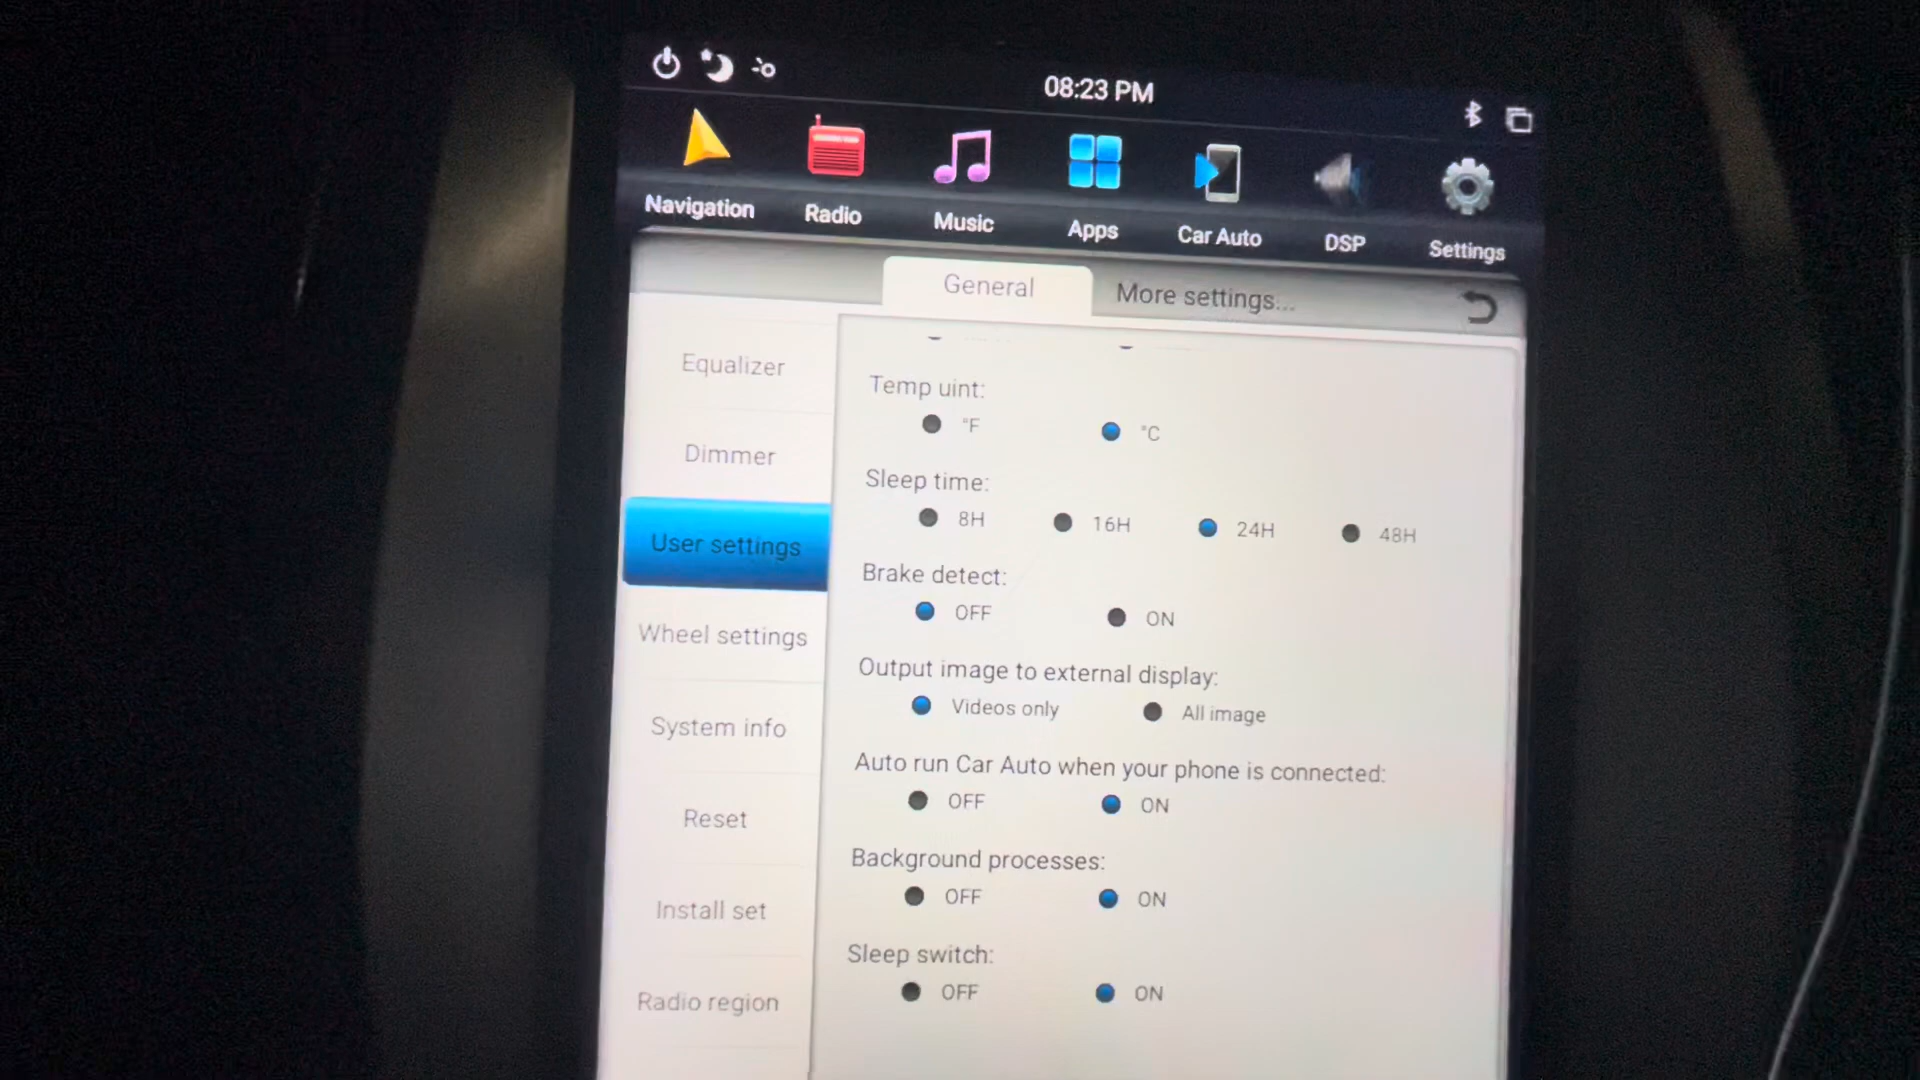 08:23 PM
Navigation Radio Music Apps Car Auto DSP Settings
General More settings...
Equalizer
Dimmer
User settings
Wheel settings
System info
Reset
Install set
Radio region
Temp uint:
°F °C
Sleep time:
8H 16H 24H 48H
Brake detect:
OFF ON
Output image to external display:
Videos only All image
Auto run Car Auto when your phone is connected:
OFF ON
Background processes:
OFF ON
Sleep switch:
OFF ON